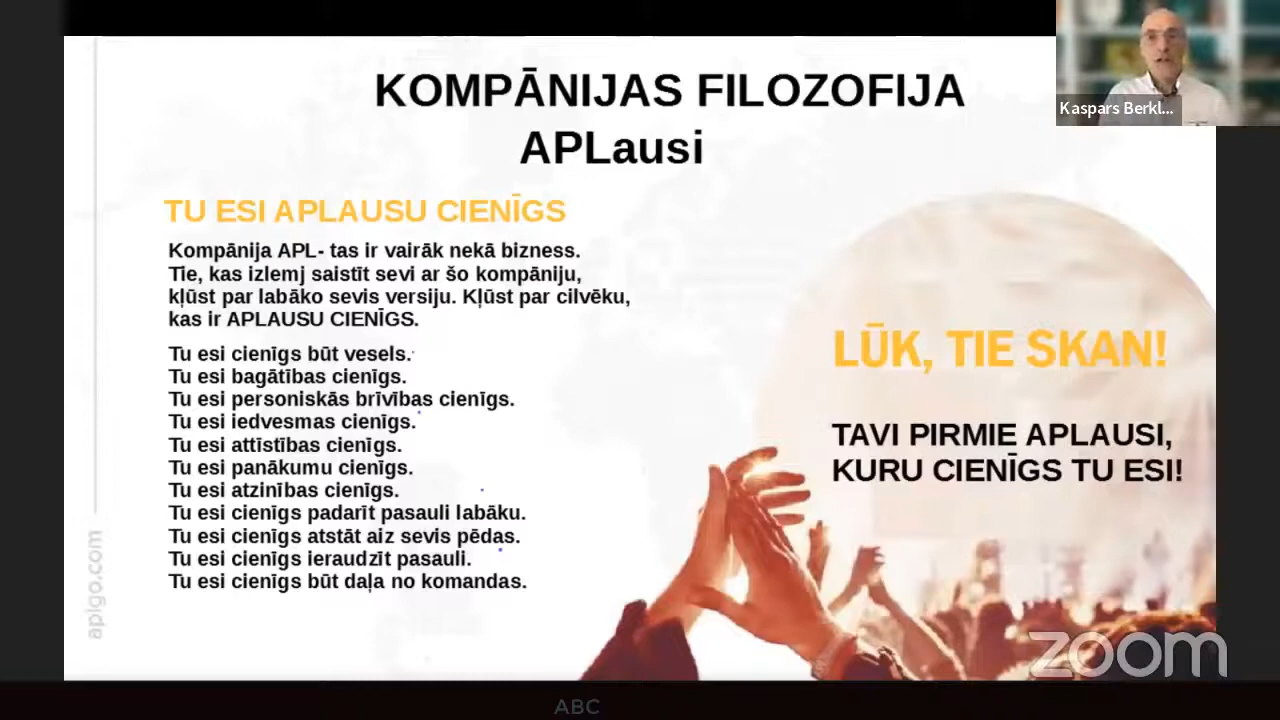 KOMPĀNIJAS FILOZOFIJA
APLausi
Kaspars Berkl...
TU ESI APLAUSU CIENĪGS
Kompānija APL- tas ir vairāk nekā bizness.
Tie, kas izlemj saistīt sevi ar šo kompāniju,
kļūst par labāko sevis versiju. Kļūst par cilvēku,
kas ir APLAUSU CIENĪGS.
Tu esi cienīgs būt vesels.
Tu esi bagātības cienīgs.
Tu esi personiskās brīvības cienīgs.
Tu esi iedvesmas cienīgs.
Tu esi attīstības cienīgs.
Tu esi panākumu cienīgs.
Tu esi atzinības cienīgs.
Tu esi cienīgs padarīt pasauli labāku.
Tu esi cienīgs atstāt aiz sevis pēdas.
Tu esi cienīgs ieraudzīt pasauli.
Tu esi cienīgs būt daļa no komandas.
LŪK, TIE SKAN!
TAVI PIRMIE APLAUSI,
KURU CIENĪGS TU ESI!
aplgo.com
zoom
ABC